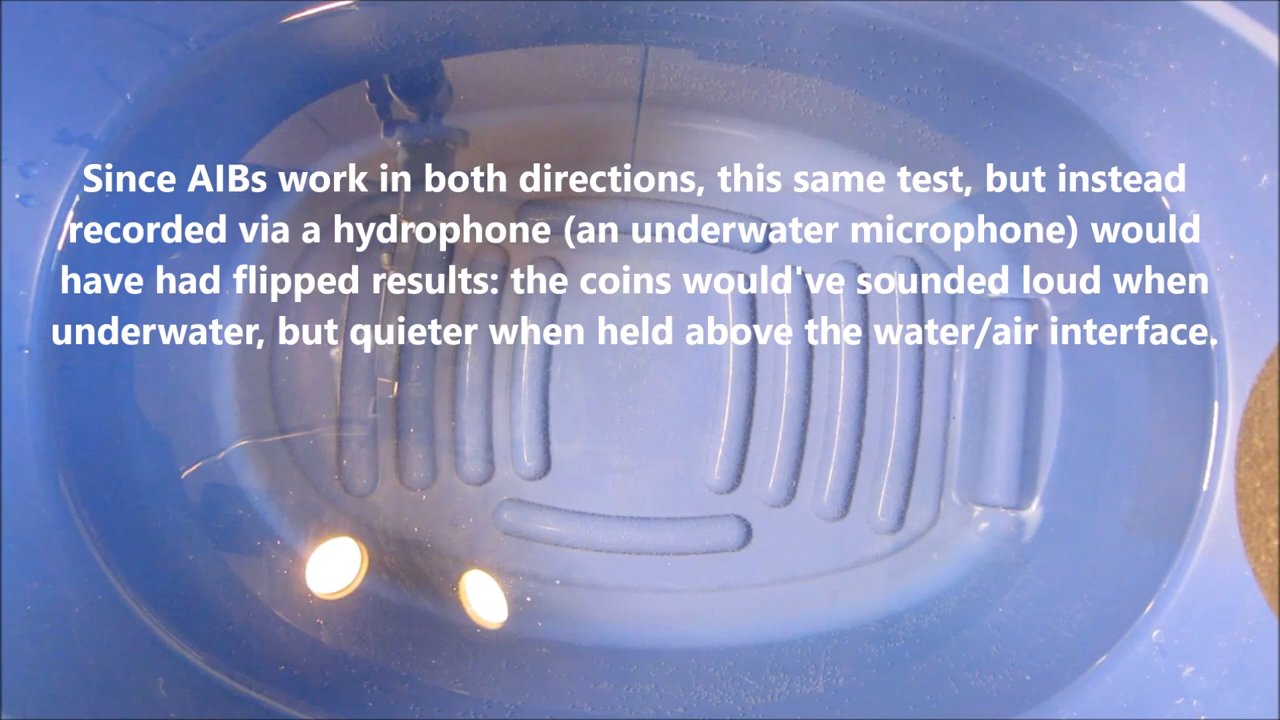 Since AIBs work in both directions, this same test, but instead
recorded via a hydrophone (an underwater microphone) would
have had flipped results: the coins would've sounded loud when
underwater, but quieter when held above the water/air interface.